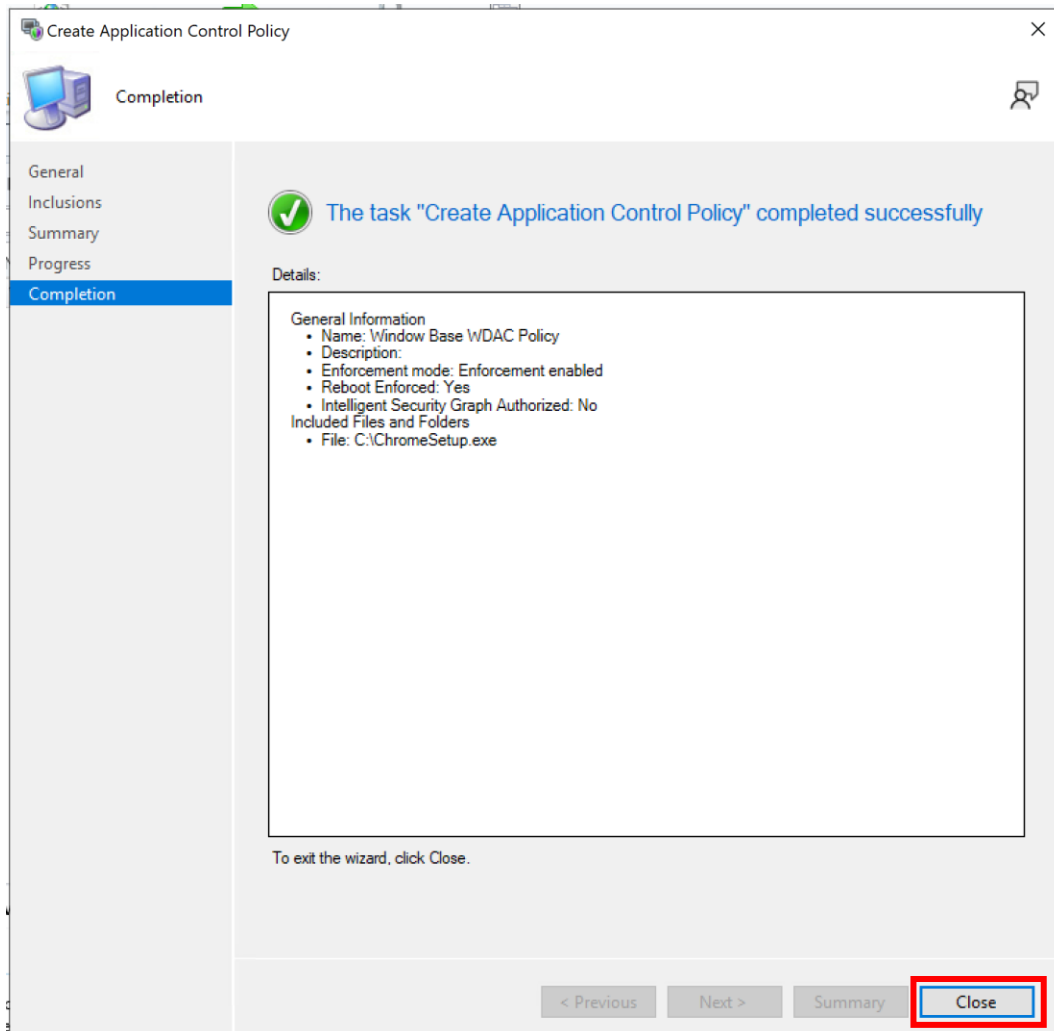 Create Application Control Policy
Completion
General
Inclusions
Summary
Progress
Completion
The task "Create Application Control Policy" completed successfully
Details:
General Information
• Name: Window Base WDAC Policy
• Description:
• Enforcement mode: Enforcement enabled
• Reboot Enforced: Yes
• Intelligent Security Graph Authorized: No
Included Files and Folders
• File: C:\ChromeSetup.exe
To exit the wizard, click Close.
< Previous
Next >
Summary
Close